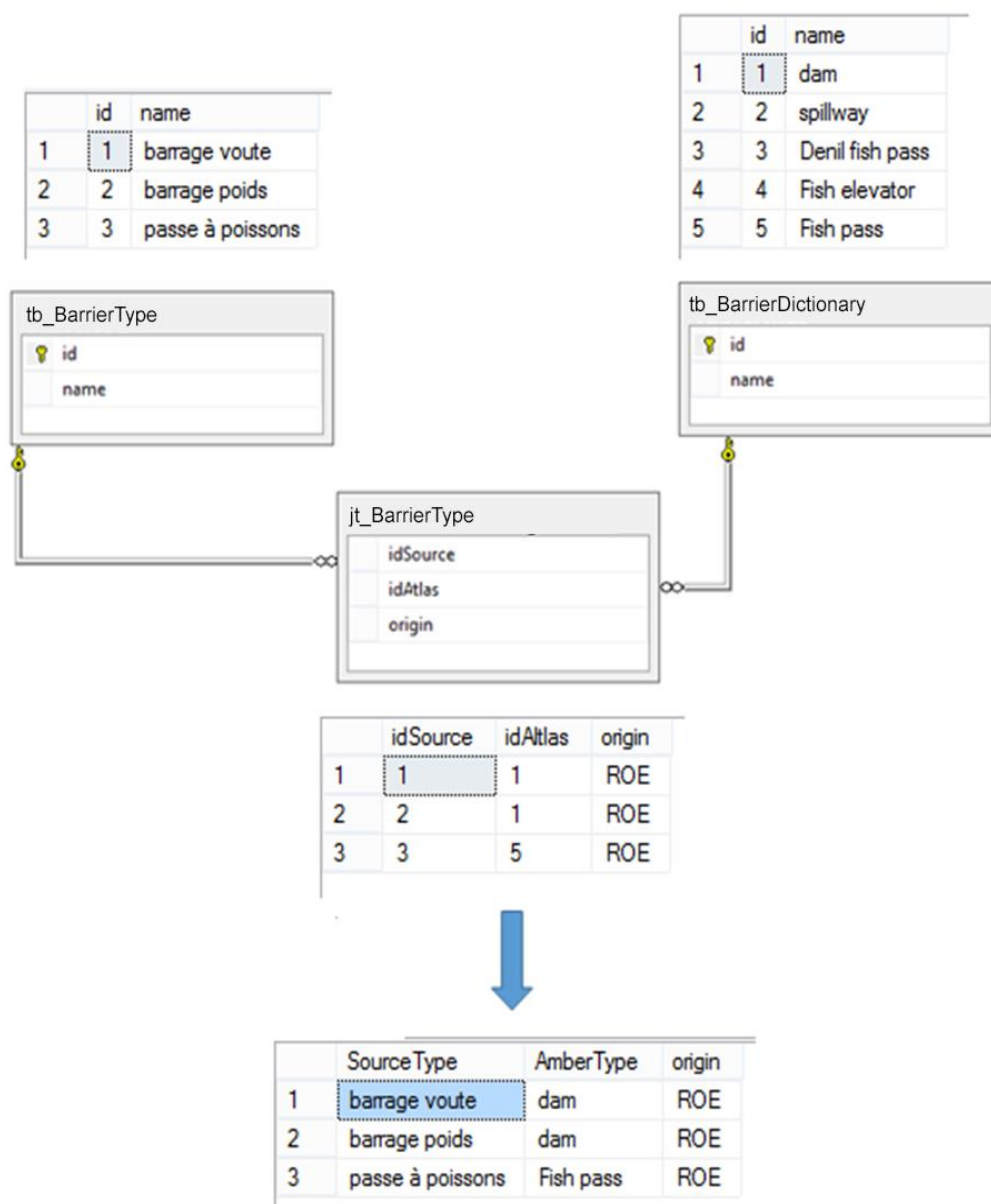 id name
1 1 barrage voute
2 2 barrage poids
3 3 passe à poissons
id name
1 1 dam
2 2 spillway
3 3 Denil fish pass
4 4 Fish elevator
5 5 Fish pass
tb_BarrierType
id
name
tb_BarrierDictionary
id
name
jt_BarrierType
idSource
idAtlas
origin
idSource idAltlas origin
1 1 1 ROE
2 2 1 ROE
3 3 5 ROE
SourceType AmberType origin
1 barrage voute dam ROE
2 barrage poids dam ROE
3 passe à poissons Fish pass ROE